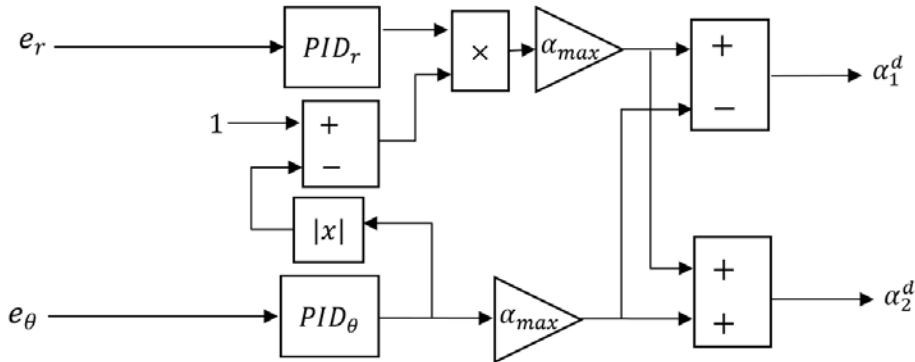 e_r
PID_r
×
α_max
+
−
α_1^d
1
+
−
|x|
+
+
α_2^d
e_θ
PID_θ
α_max